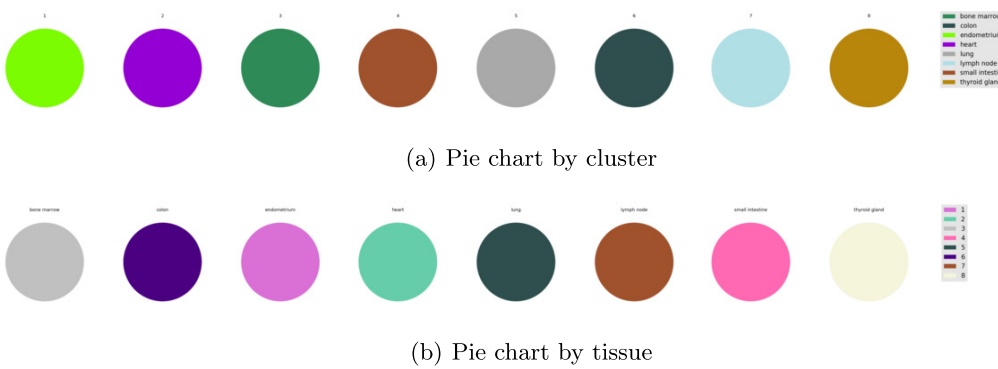 1 2 3 4 5 6 7 8
bone marrow
colon
endometrium
heart
lung
lymph node
small intesti
thyroid glan
(a) Pie chart by cluster
bone marrow colon endometrium heart lung lymph node small intestine thyroid gland
1
2
3
4
5
6
7
8
(b) Pie chart by tissue